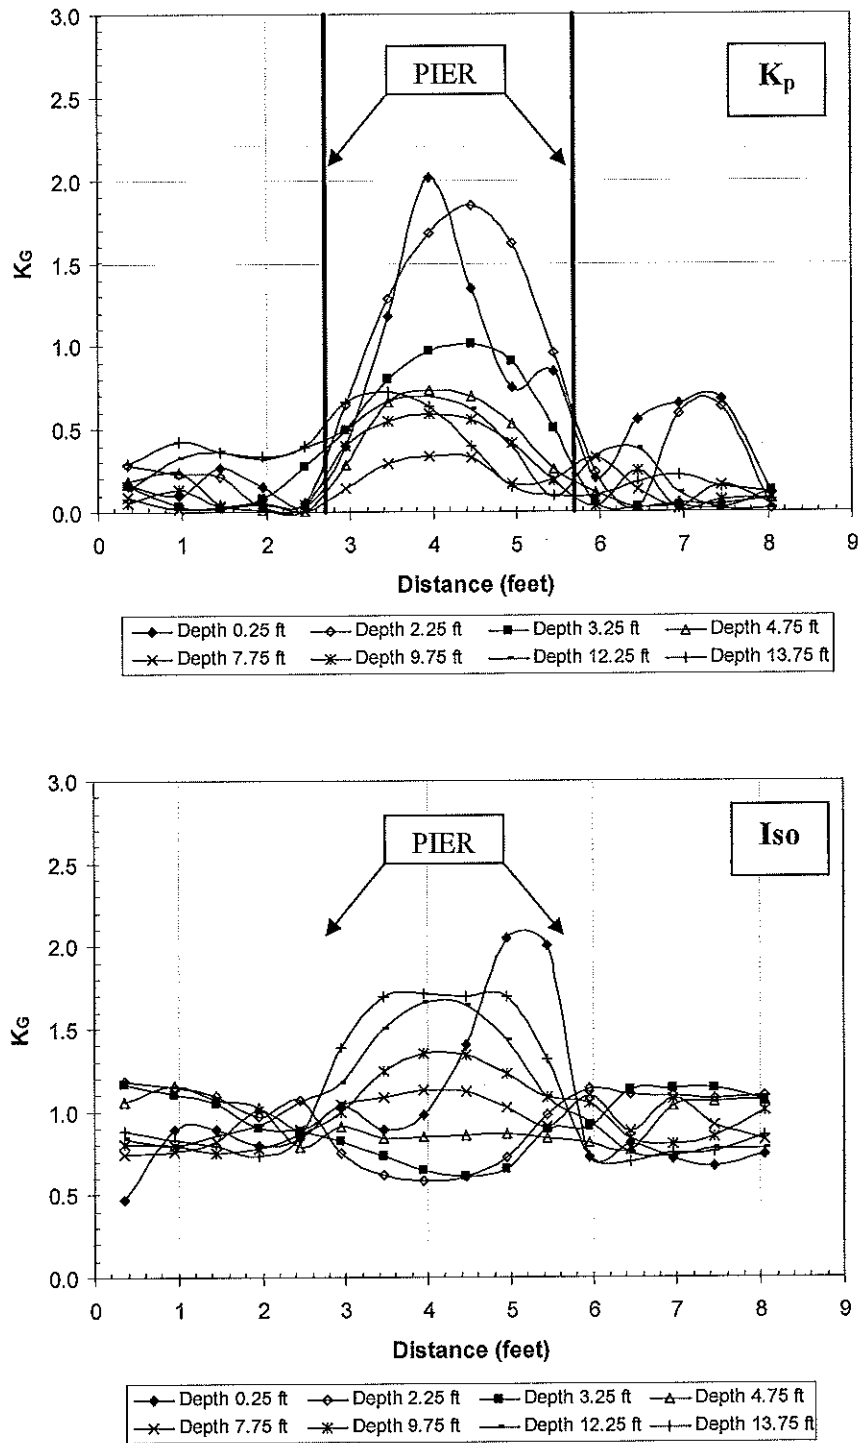 3.0
2.5
2.0
1.5
1.0
0.5
0.0
K_G
PIER
K_p
0 1 2 3 4 5 6 7 8 9
Distance (feet)
Depth 0.25 ft Depth 2.25 ft Depth 3.25 ft Depth 4.75 ft
Depth 7.75 ft Depth 9.75 ft Depth 12.25 ft Depth 13.75 ft
3.0
2.5
2.0
1.5
1.0
0.5
0.0
K_G
PIER
Iso
0 1 2 3 4 5 6 7 8 9
Distance (feet)
Depth 0.25 ft Depth 2.25 ft Depth 3.25 ft Depth 4.75 ft
Depth 7.75 ft Depth 9.75 ft Depth 12.25 ft Depth 13.75 ft